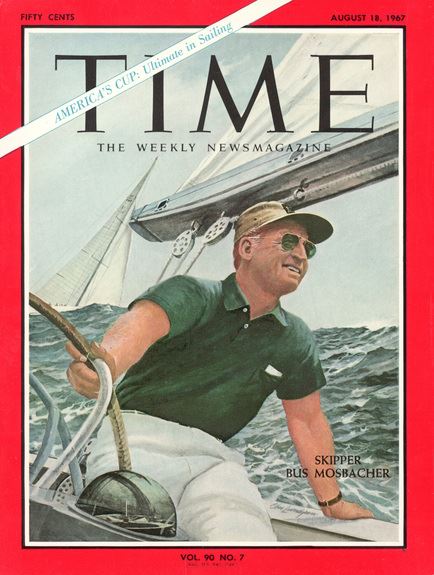 FIFTY CENTS
AUGUST 18, 1967
AMERICA'S CUP: Ultimate in Sailing
TIME
THE WEEKLY NEWSMAGAZINE
SKIPPER
BUS MOSBACHER
VOL. 90 NO. 7